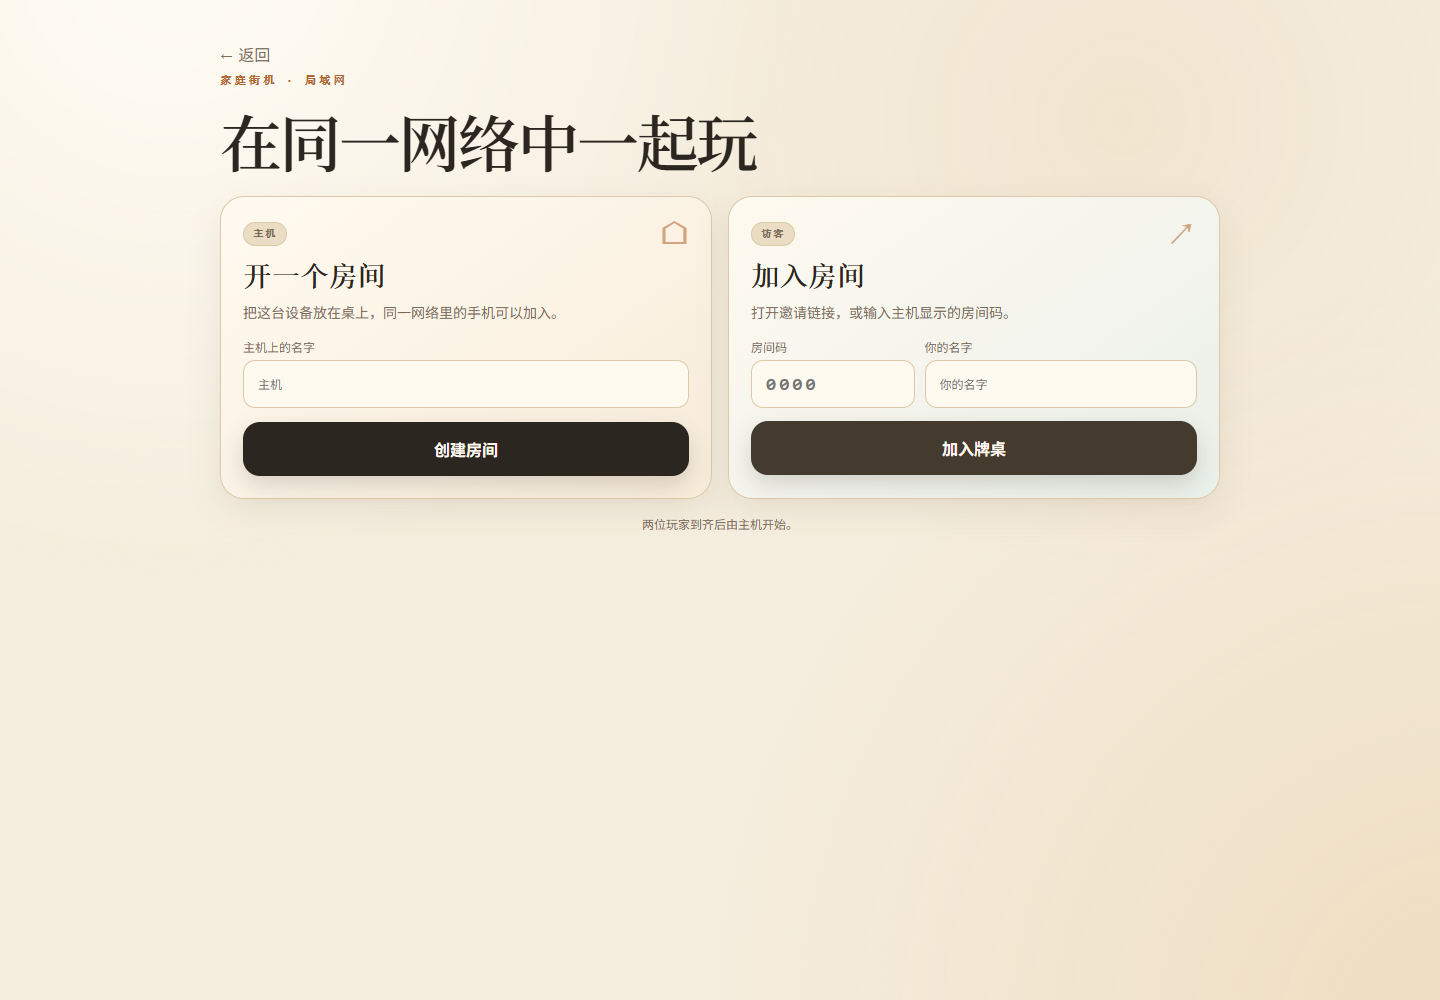 ← 返回
家庭街机 · 局域网
在同一网络中一起玩
主机
开一个房间
把这台设备放在桌上，同一网络里的手机可以加入。
主机上的名字
主机
创建房间
访客
加入房间
打开邀请链接，或输入主机显示的房间码。
房间码 你的名字
0000 你的名字
加入牌桌
两位玩家到齐后由主机开始。